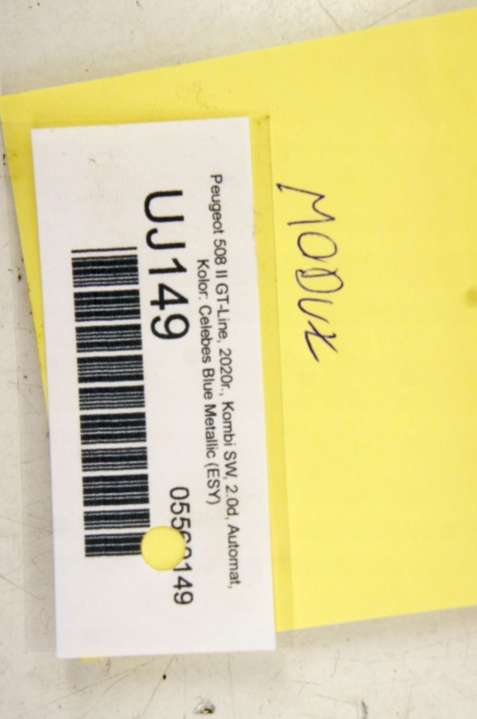 MODUŁ
Peugeot 508 II GT-Line, 2020r., Kombi SW, 2.0d, Automat,
Kolor: Celebes Blue Metallic (ESY)
UJ149